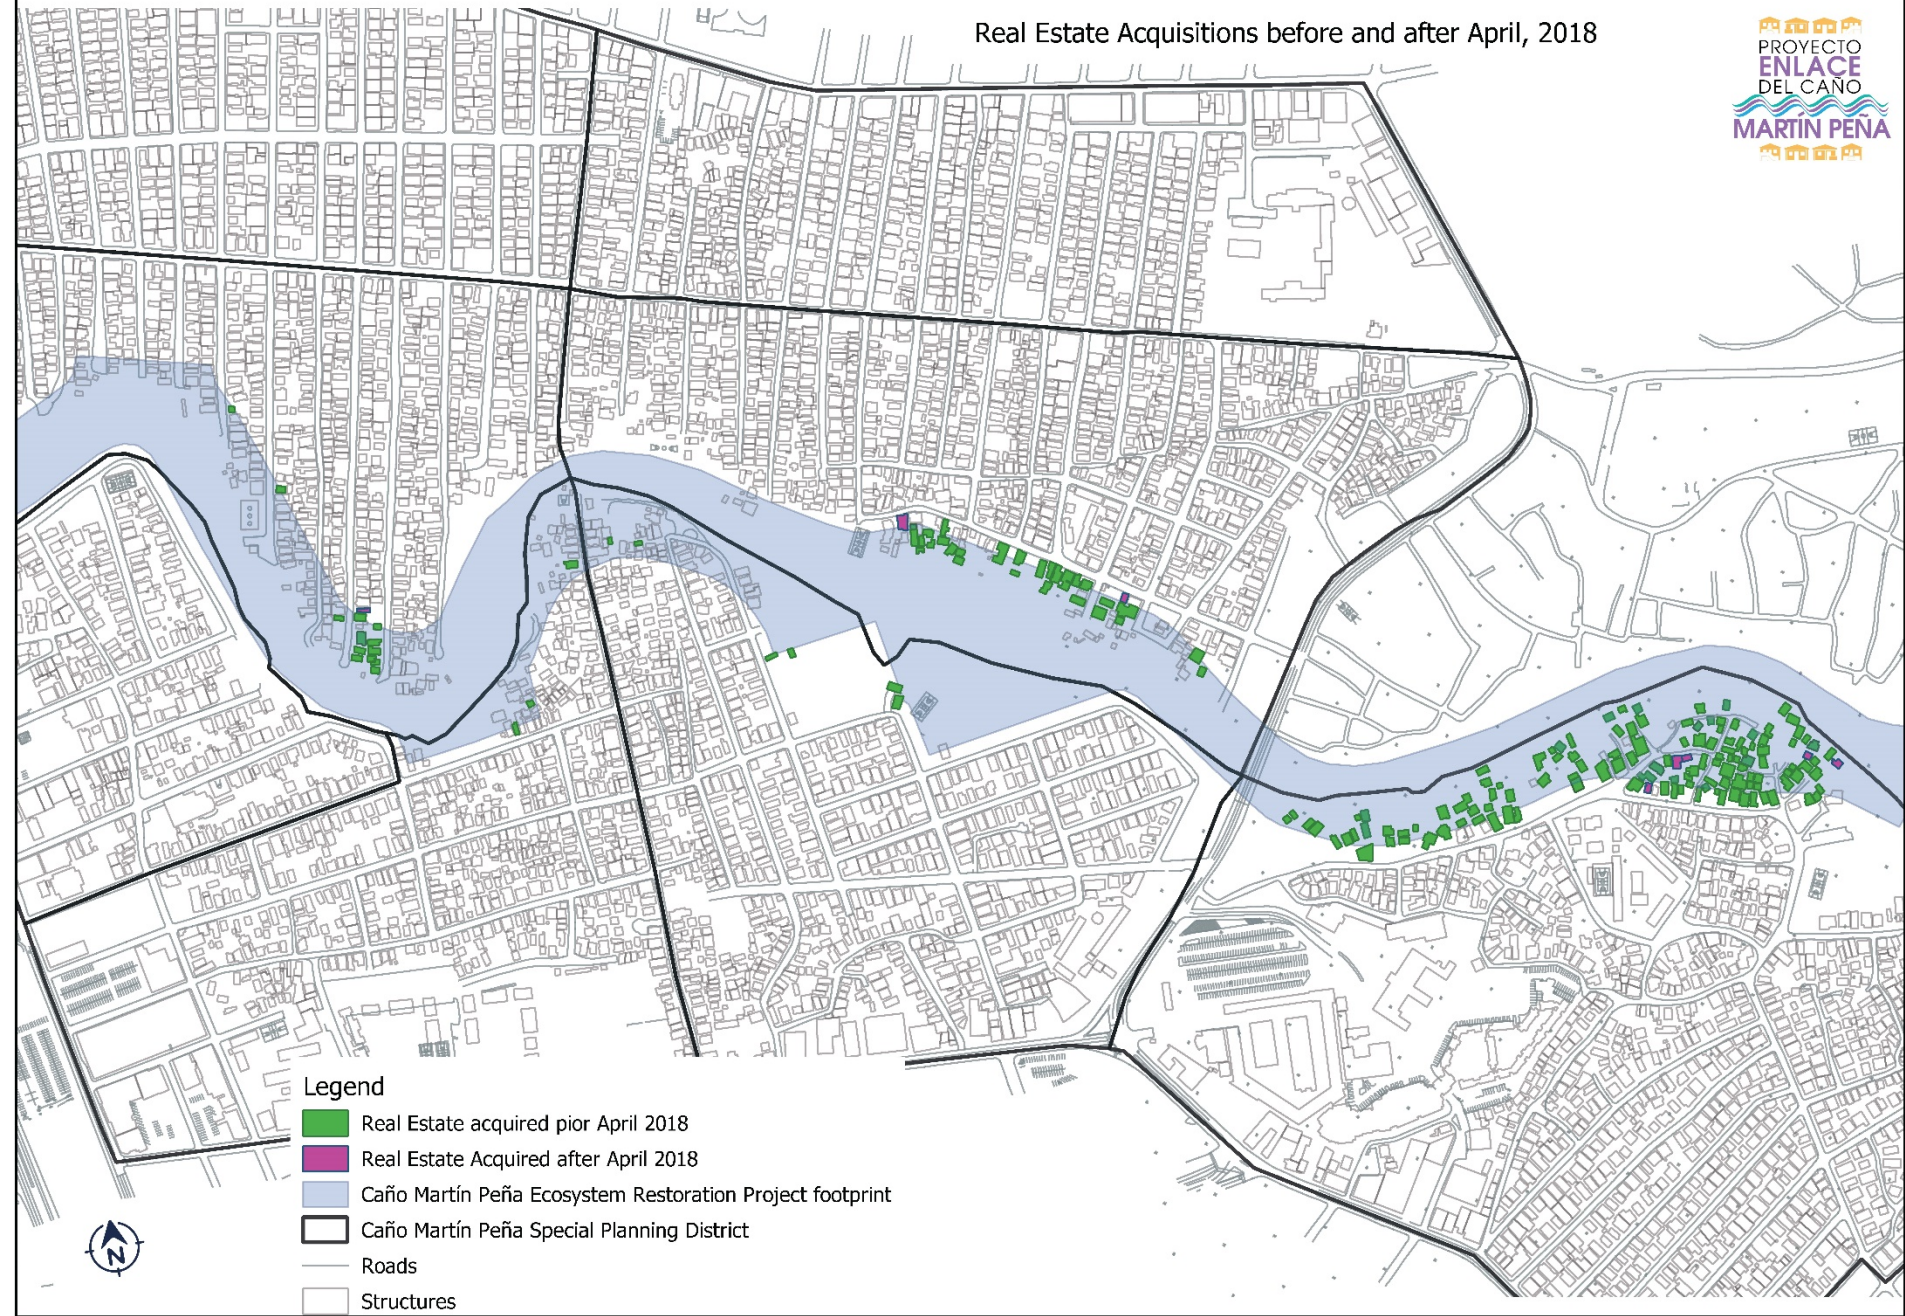 Real Estate Acquisitions before and after April, 2018
PROYECTO
ENLACE
DEL CAÑO
MARTÍN PEÑA
Legend
Real Estate acquired pior April 2018
Real Estate Acquired after April 2018
Caño Martín Peña Ecosystem Restoration Project footprint
Caño Martín Peña Special Planning District
Roads
Structures
N